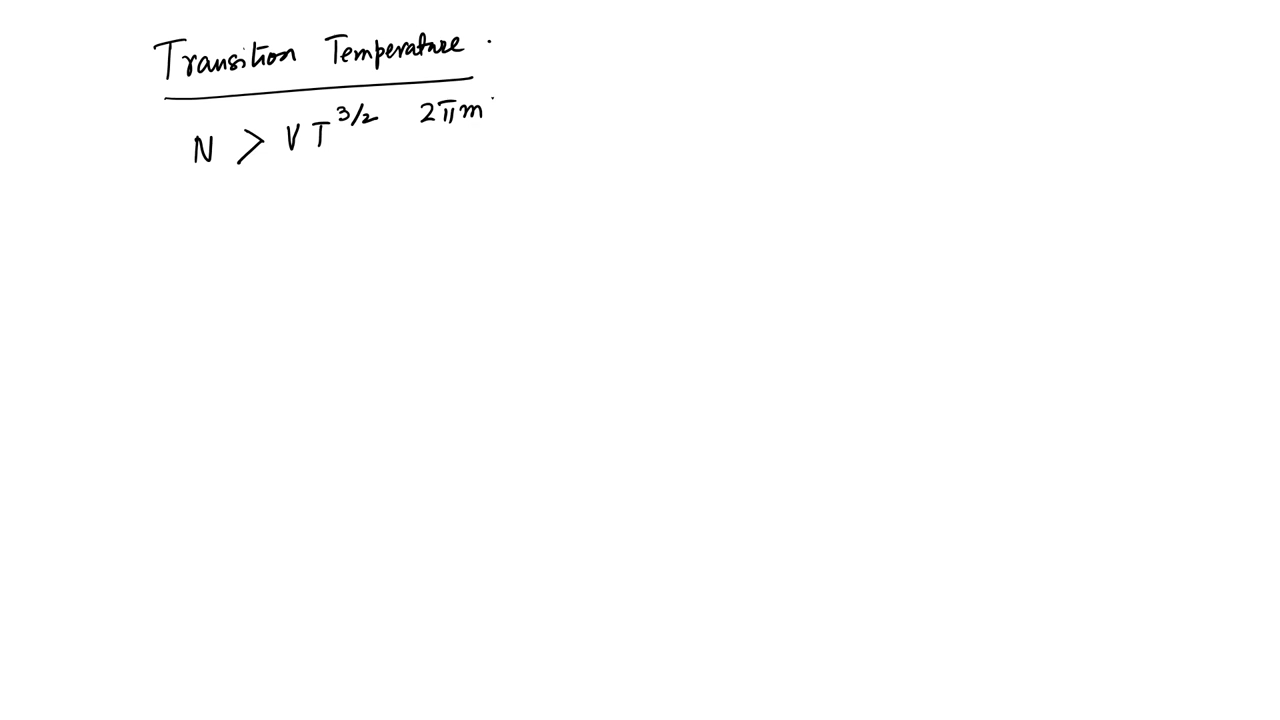 Transition Temperature.
N > V T^{3/2} 2πm